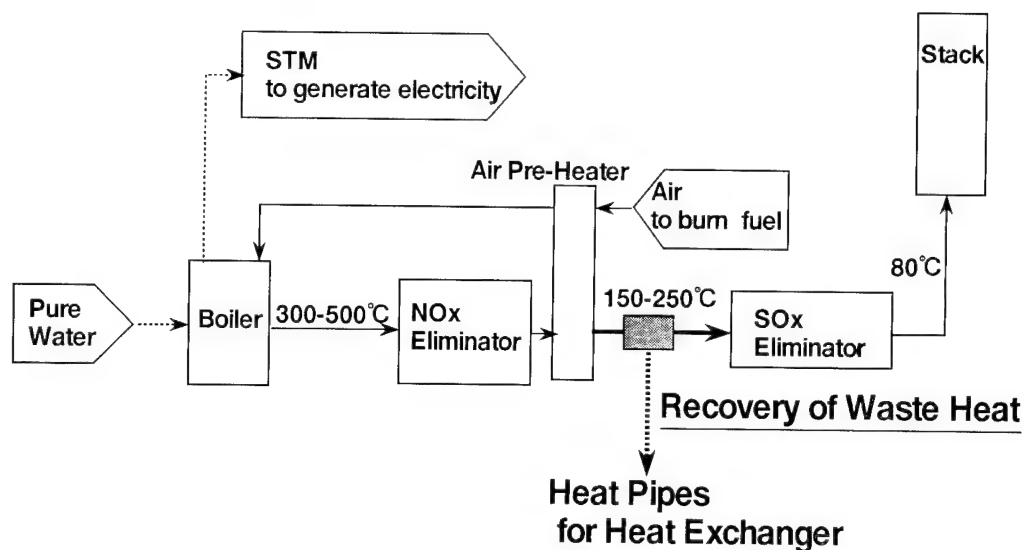 STM
to generate electricity
Stack
Air Pre-Heater
Air
to burn fuel
Pure
Water
Boiler
300-500℃
NOx
Eliminator
150-250℃
SOx
Eliminator
80℃
Recovery of Waste Heat
Heat Pipes
for Heat Exchanger